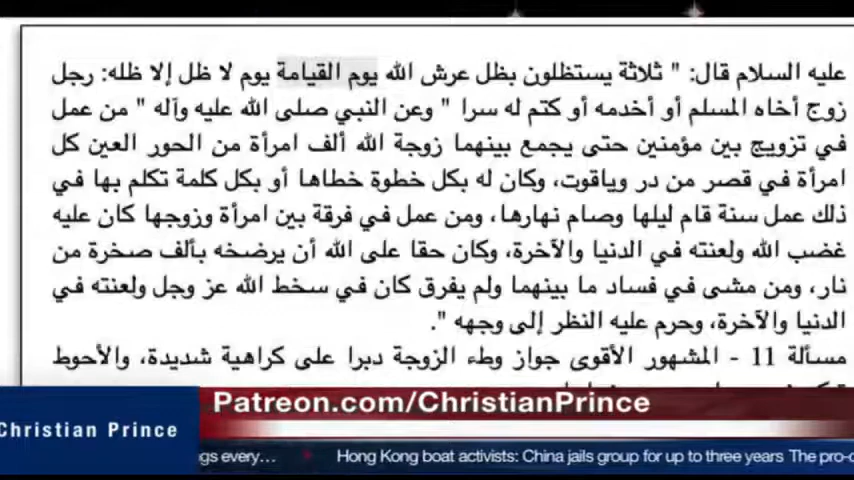 عليه السلام قال: " ثلاثة يستظلون بظل عرش الله يوم القيامة يوم لا ظل إلا ظله: رجل
زوج أخاه المسلم أو أخدمه أو كتم له سرا " وعن النبي صلى الله عليه وآله " من عمل
في تزويج بين مؤمنين حتى يجمع بينهما زوجة الله ألف امرأة من الحور العين كل
امرأة في قصر من در وياقوت، وكان له بكل خطوة خطاها أو بكل كلمة تكلم بها في
ذلك عمل سنة قام ليلها وصام نهارها، ومن عمل في فرقة بين امرأة وزوجها كان عليه
غضب الله ولعنته في الدنيا والآخرة، وكان حقا على الله أن يرضخه بألف صخرة من
نار، ومن مشى في فساد ما بينهما ولم يفرق كان في سخط الله عز وجل ولعنته في
الدنيا والآخرة، وحرم عليه النظر إلى وجهه ".
مسألة 11 - المشهور الأقوى جواز وطء الزوجة دبرا على كراهية شديدة، والأحوط
Patreon.com/ChristianPrince
Christian Prince
gs every... Hong Kong boat activists: China jails group for up to three years The pro-